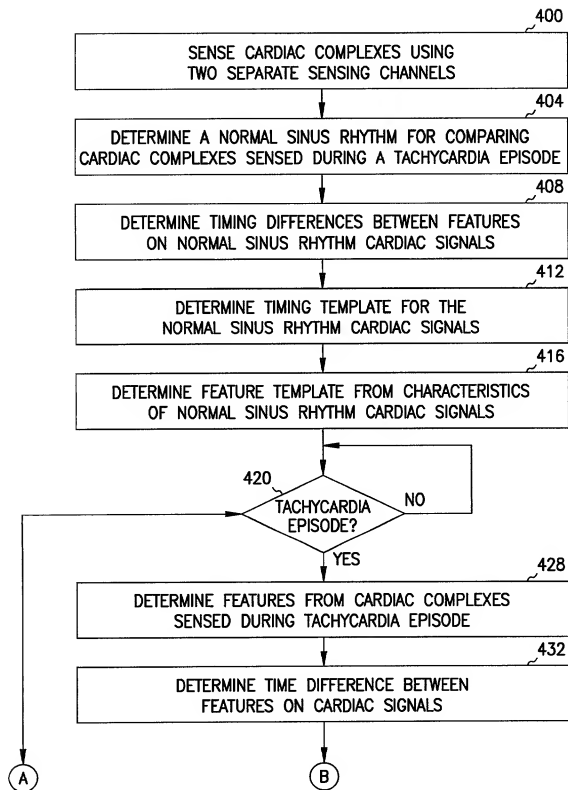 400
SENSE CARDIAC COMPLEXES USING
TWO SEPARATE SENSING CHANNELS
404
DETERMINE A NORMAL SINUS RHYTHM FOR COMPARING
CARDIAC COMPLEXES SENSED DURING A TACHYCARDIA EPISODE
408
DETERMINE TIMING DIFFERENCES BETWEEN FEATURES
ON NORMAL SINUS RHYTHM CARDIAC SIGNALS
412
DETERMINE TIMING TEMPLATE FOR THE
NORMAL SINUS RHYTHM CARDIAC SIGNALS
416
DETERMINE FEATURE TEMPLATE FROM CHARACTERISTICS
OF NORMAL SINUS RHYTHM CARDIAC SIGNALS
420
TACHYCARDIA
EPISODE?
NO
YES
428
DETERMINE FEATURES FROM CARDIAC COMPLEXES
SENSED DURING TACHYCARDIA EPISODE
432
DETERMINE TIME DIFFERENCE BETWEEN
FEATURES ON CARDIAC SIGNALS
A
B